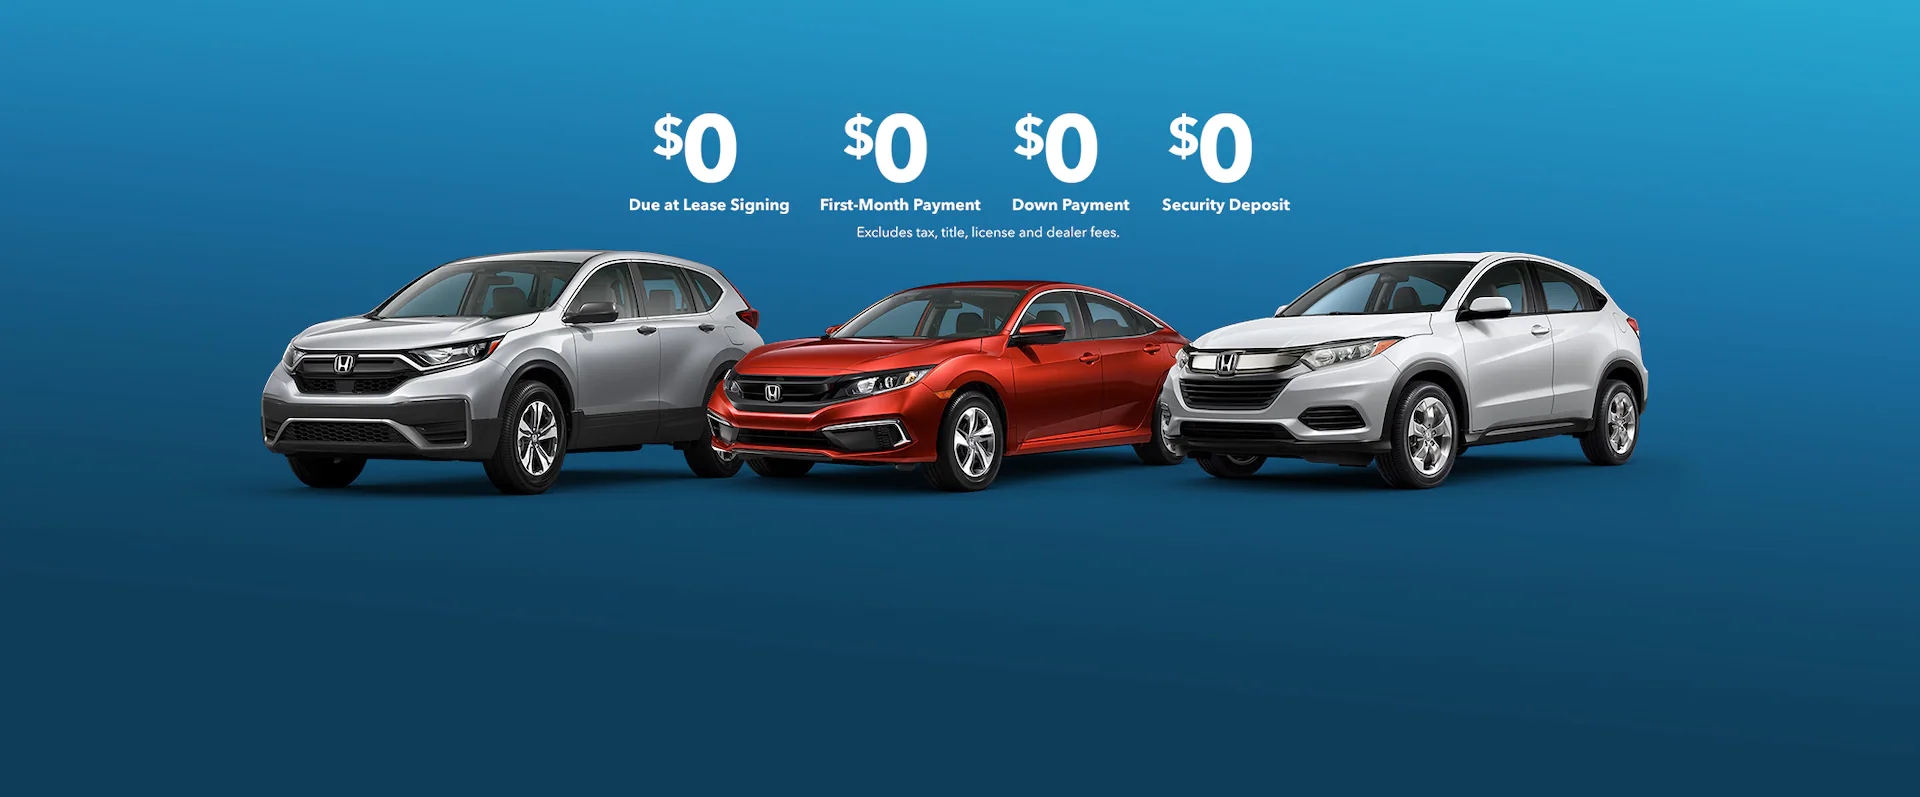 $0 $0 $0 $0
Due at Lease Signing First-Month Payment Down Payment Security Deposit
Excludes tax, title, license and dealer fees.